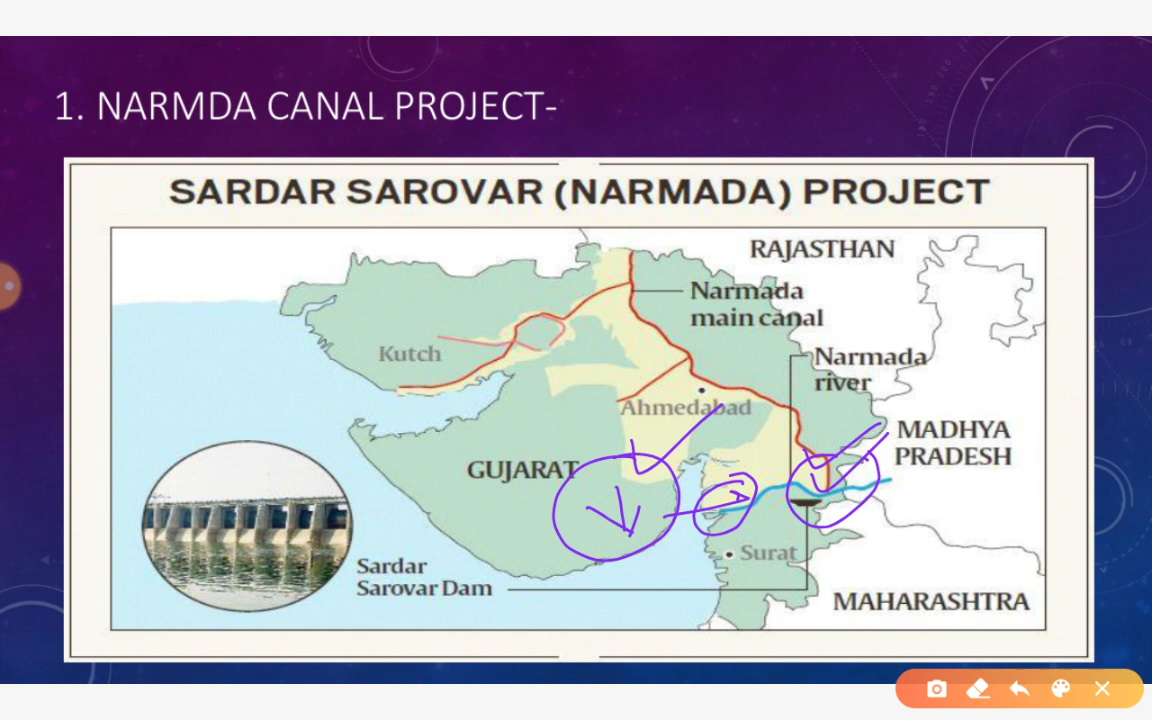 1. NARMDA CANAL PROJECT-
SARDAR SAROVAR (NARMADA) PROJECT
RAJASTHAN
Narmada
main canal
Kutch
Narmada
river
Ahmedabad
MADHYA
PRADESH
GUJARAT
Surat
Sardar
Sarovar Dam
MAHARASHTRA